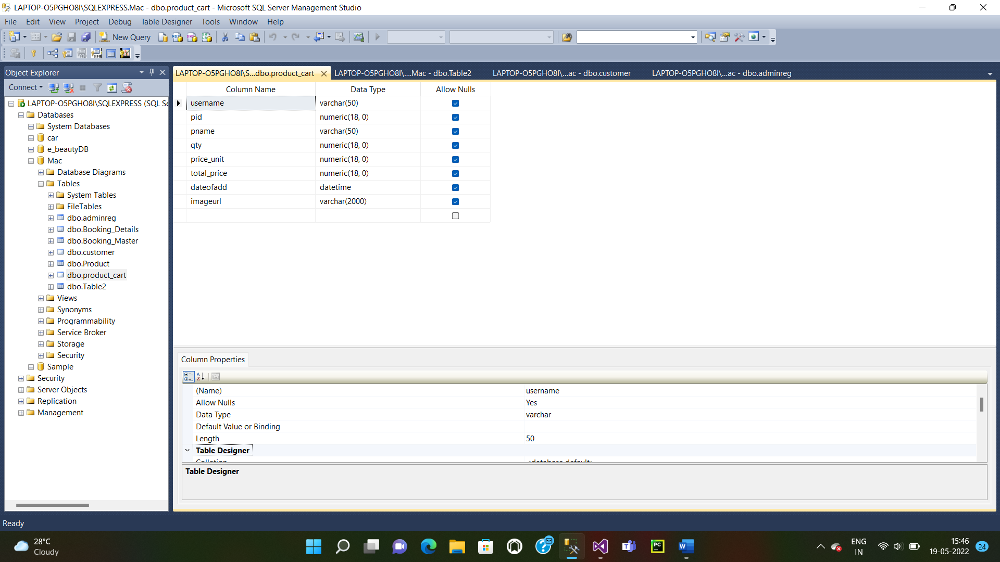 LAPTOP-O5PGHO8I\SQLEXPRESS.Mac - dbo.product_cart - Microsoft SQL Server Management Studio
File Edit View Project Debug Table Designer Tools Window Help
New Query
Object Explorer
Connect
LAPTOP-O5PGHO8I\SQLEXPRESS (SQL Se
Databases
System Databases
car
e_beautyDB
Mac
Database Diagrams
Tables
System Tables
FileTables
dbo.adminreg
dbo.Booking_Details
dbo.Booking_Master
dbo.customer
dbo.Product
dbo.product_cart
dbo.Table2
Views
Synonyms
Programmability
Service Broker
Storage
Security
Sample
Security
Server Objects
Replication
Management
LAPTOP-O5PGHO8I\S...dbo.product_cart LAPTOP-O5PGHO8I\....Mac - dbo.Table2 LAPTOP-O5PGHO8I\...ac - dbo.customer LAPTOP-O5PGHO8I\...ac - dbo.adminreg
Column Name Data Type Allow Nulls
username varchar(50)
pid numeric(18, 0)
pname varchar(50)
qty numeric(18, 0)
price_unit numeric(18, 0)
total_price numeric(18, 0)
dateofadd datetime
imageurl varchar(2000)
Column Properties
(Name) username
Allow Nulls Yes
Data Type varchar
Default Value or Binding
Length 50
Table Designer
Collation <database default>
Table Designer
Ready
28°C
Cloudy
ENG
IN
15:46
19-05-2022
24